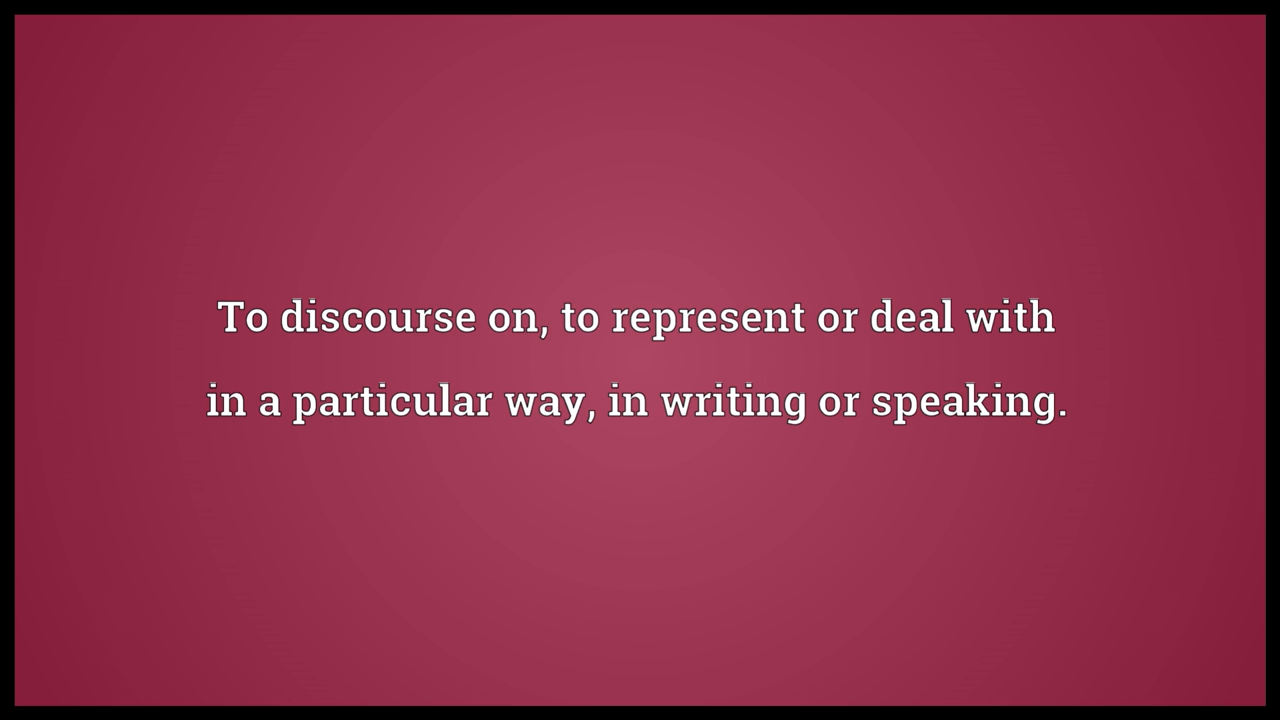 To discourse on, to represent or deal with
in a particular way, in writing or speaking.